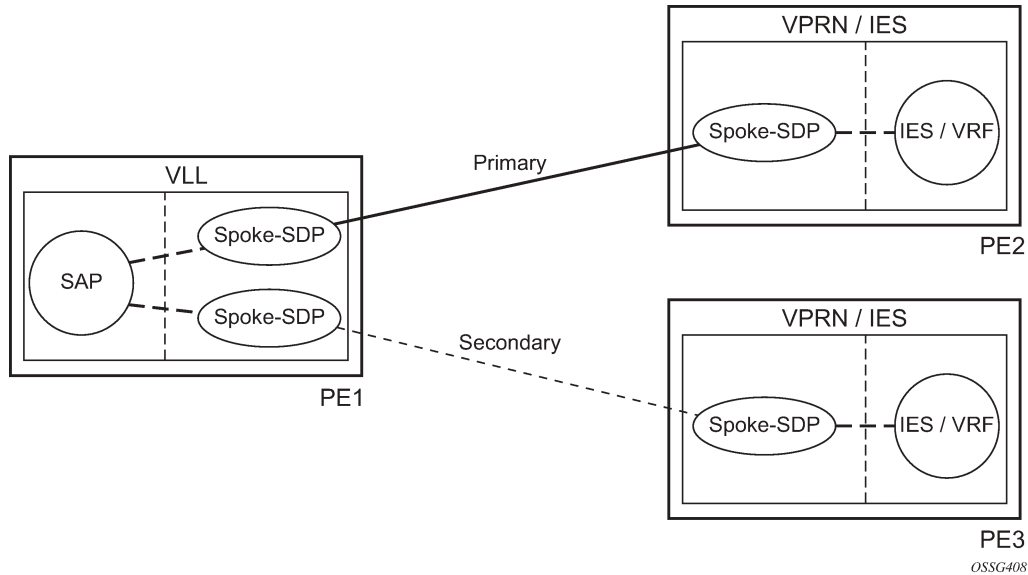 VPRN / IES
Spoke-SDP
IES / VRF
PE2
Primary
VLL
SAP
Spoke-SDP
Spoke-SDP
PE1
Secondary
VPRN / IES
Spoke-SDP
IES / VRF
PE3
OSSG408